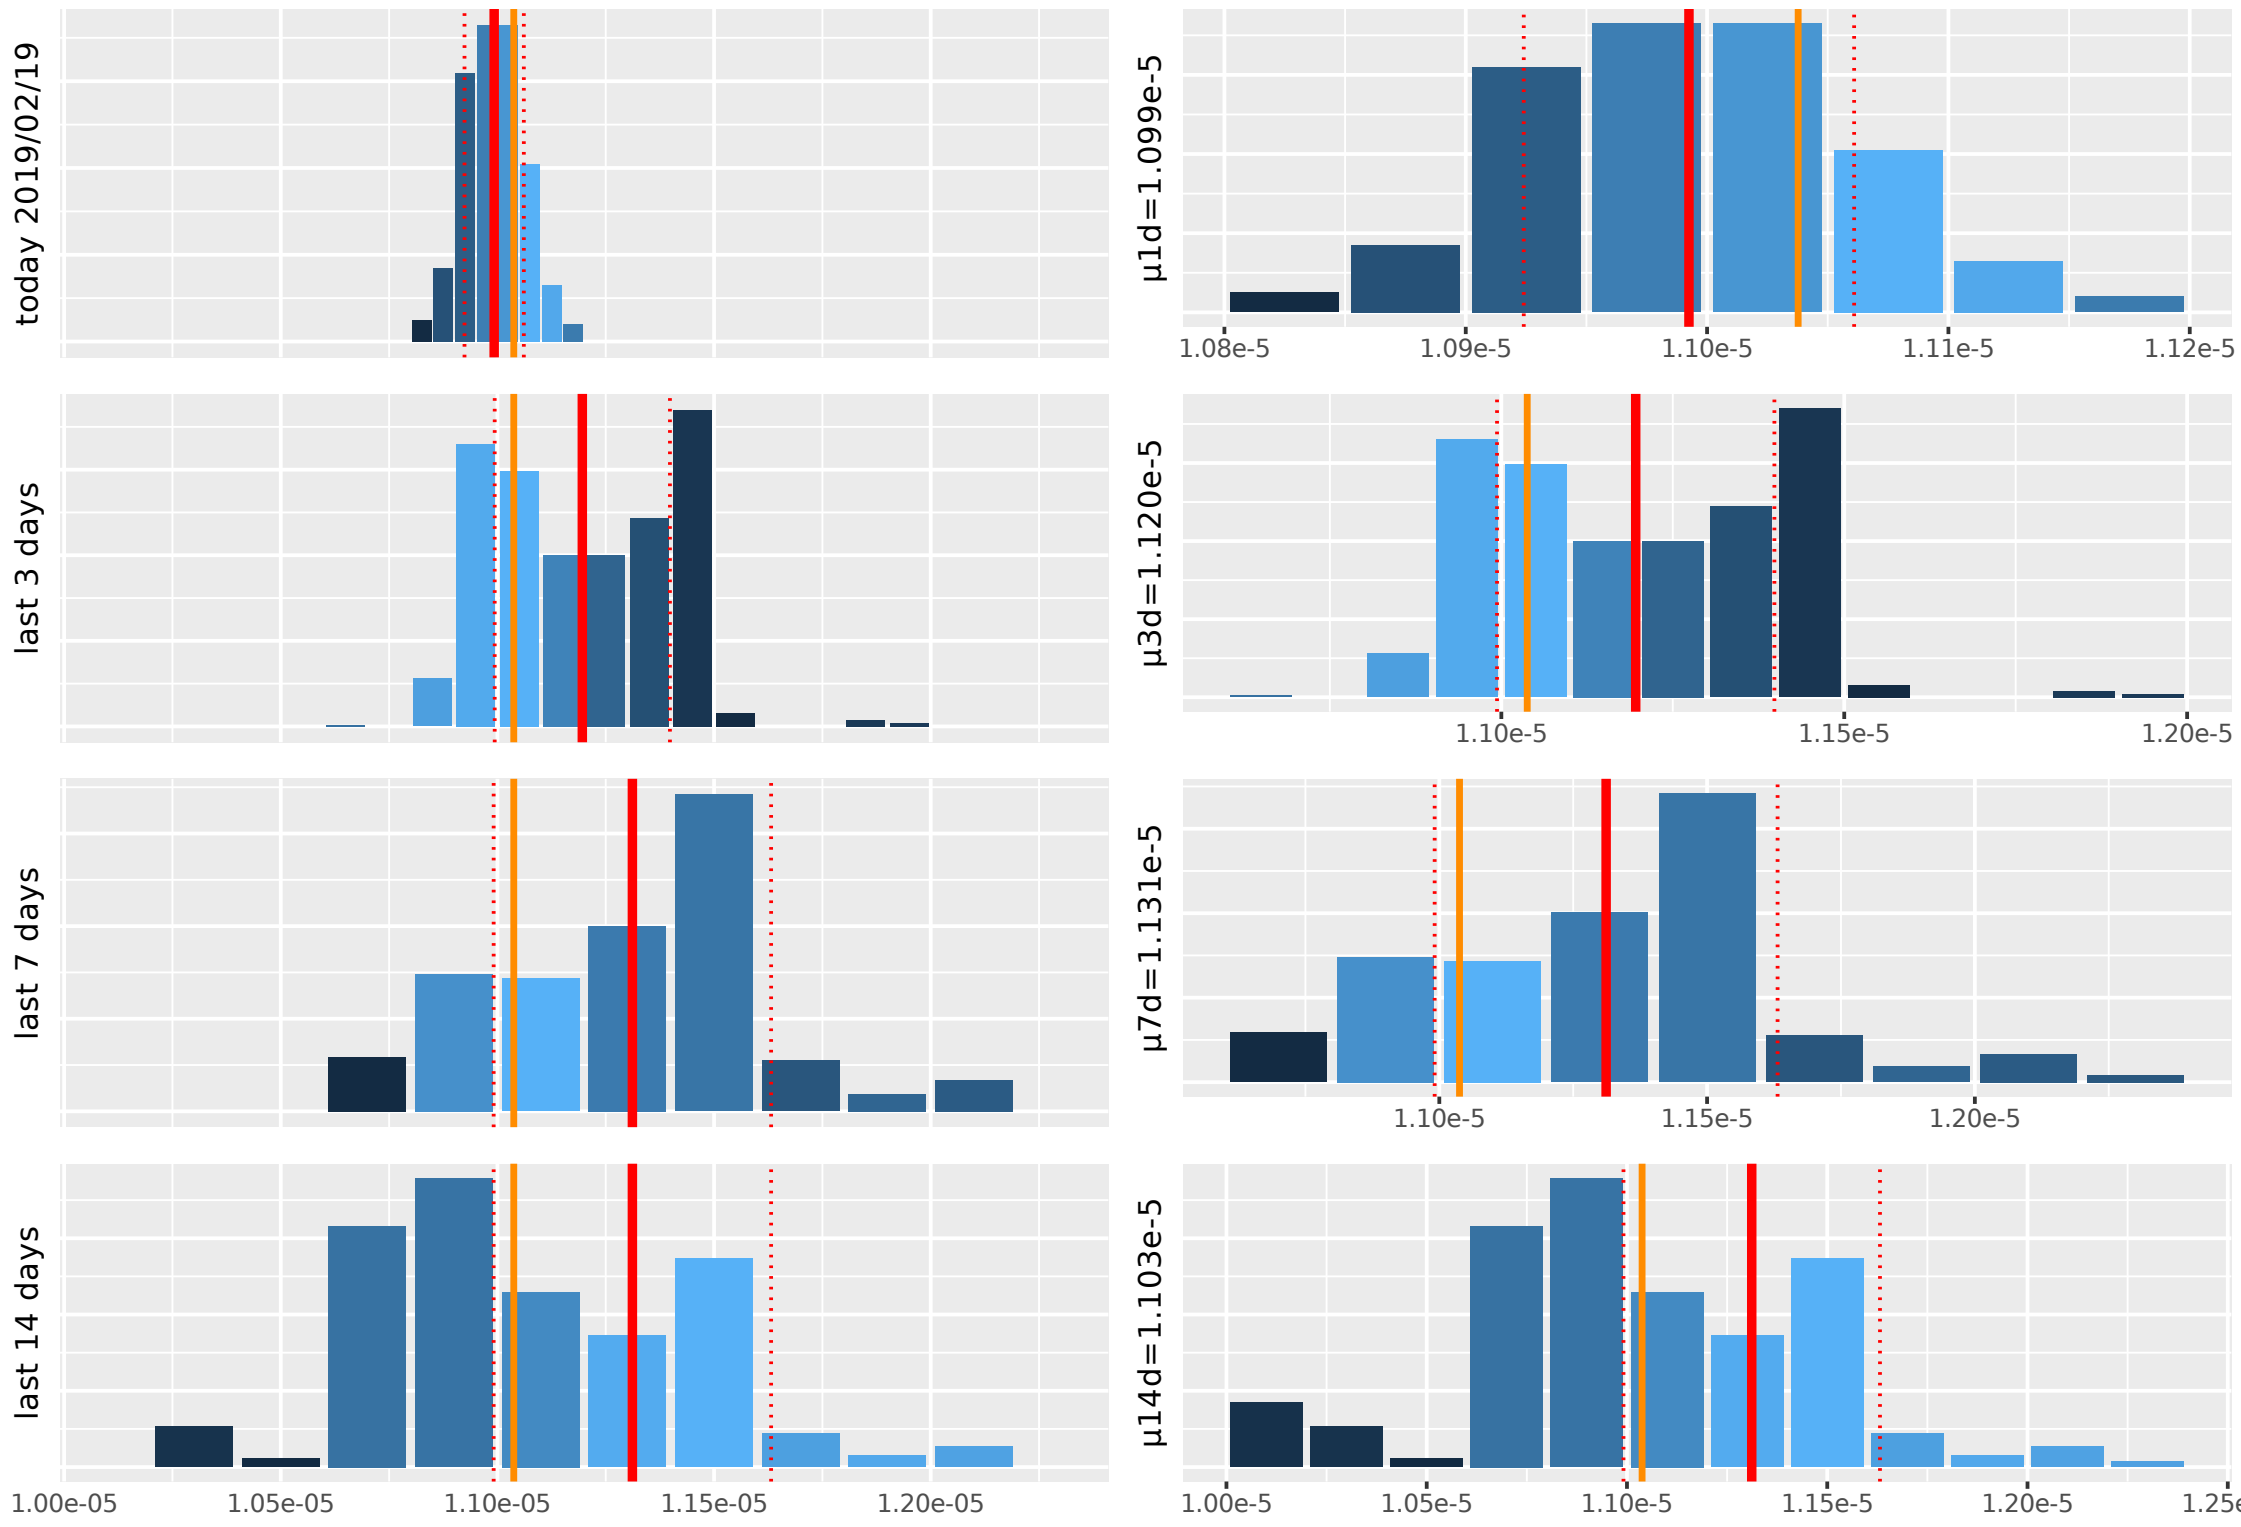 today 2019/02/19
µ1d=1.099e-5
1.08e-5 1.09e-5 1.10e-5 1.11e-5 1.12e-5
last 3 days
µ3d=1.120e-5
1.10e-5 1.15e-5 1.20e-5
last 7 days
µ7d=1.131e-5
1.10e-5 1.15e-5 1.20e-5
last 14 days
µ14d=1.103e-5
1.00e-05 1.05e-05 1.10e-05 1.15e-05 1.20e-05
1.00e-5 1.05e-5 1.10e-5 1.15e-5 1.20e-5 1.25e